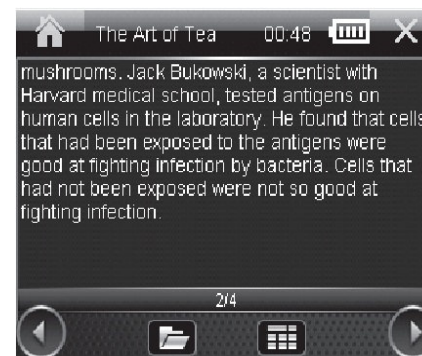 The Art of Tea 00:48
mushrooms. Jack Bukowski, a scientist with
Harvard medical school, tested antigens on
human cells in the laboratory. He found that cells
that had been exposed to the antigens were
good at fighting infection by bacteria. Cells that
had not been exposed were not so good at
fighting infection.
2/4